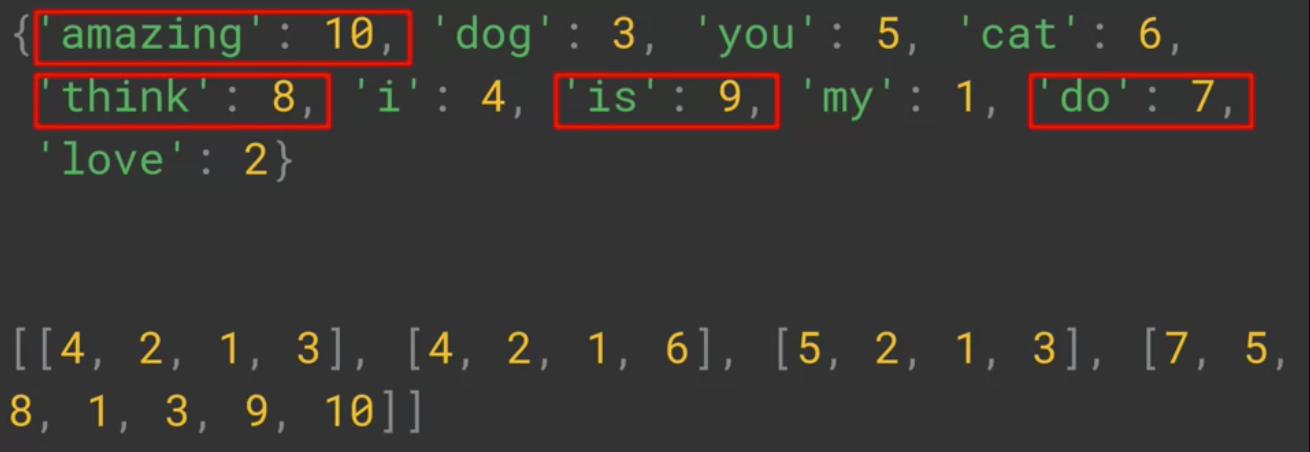 {'amazing': 10, 'dog': 3, 'you': 5, 'cat': 6,
'think': 8, 'i': 4, 'is': 9, 'my': 1, 'do': 7,
'love': 2}
[[4, 2, 1, 3], [4, 2, 1, 6], [5, 2, 1, 3], [7, 5,
8, 1, 3, 9, 10]]